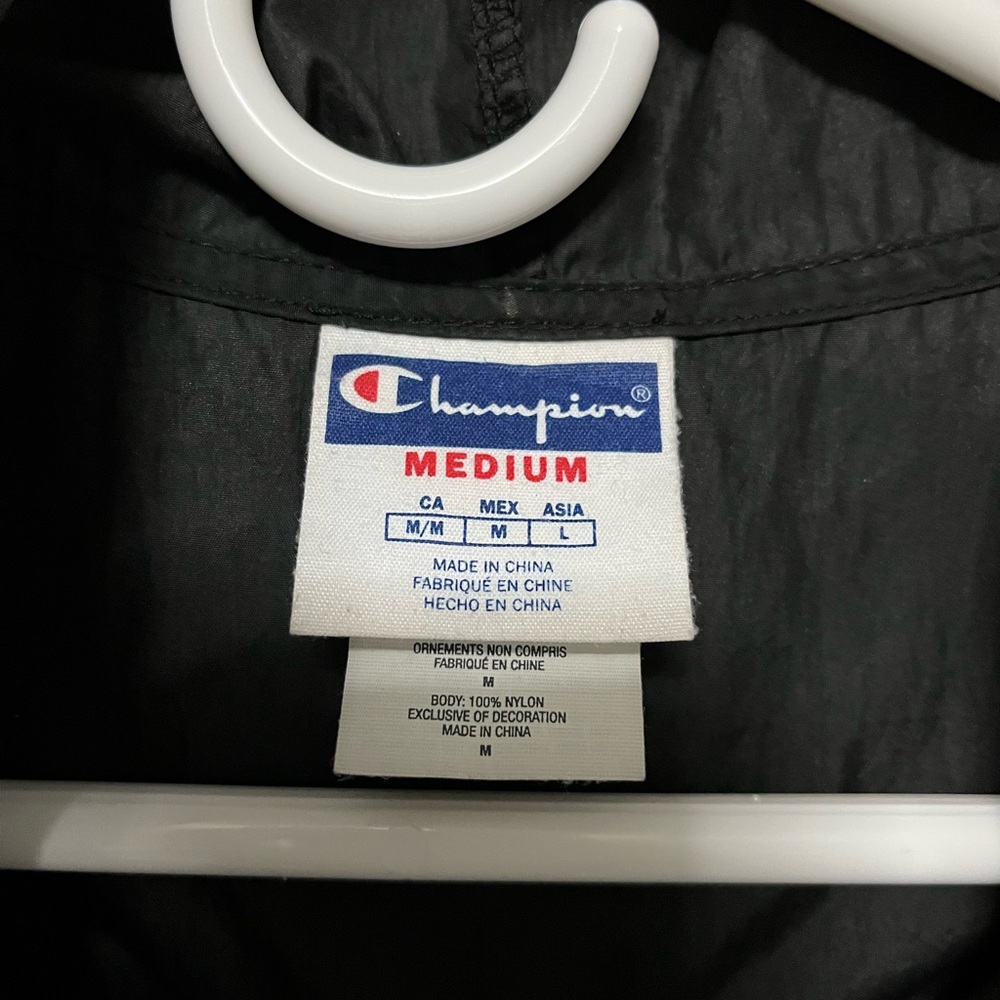 Champion®
MEDIUM
CA MEX ASIA
M/M M L
MADE IN CHINA
FABRIQUÉ EN CHINE
HECHO EN CHINA
ORNEMENTS NON COMPRIS
FABRIQUÉ EN CHINE
M
BODY: 100% NYLON
EXCLUSIVE OF DECORATION
MADE IN CHINA
M